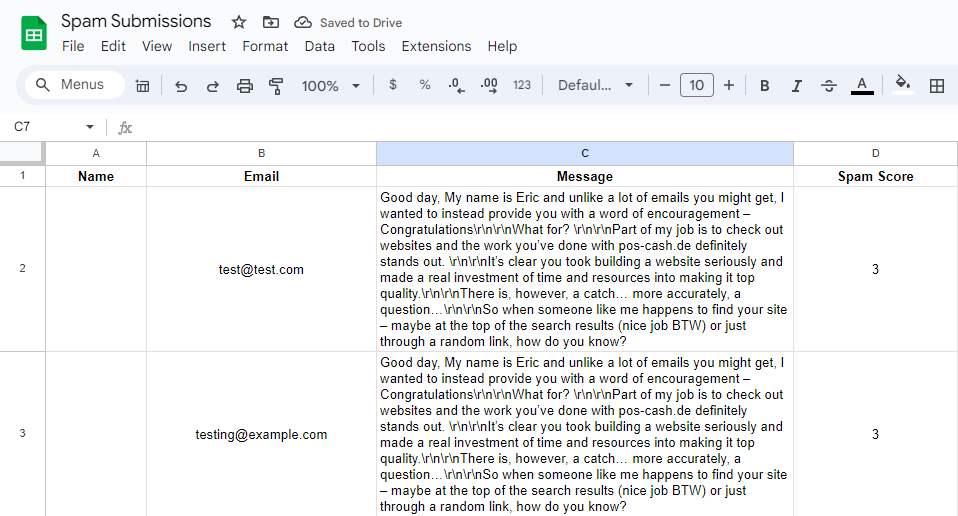 Spam Submissions Saved to Drive
File Edit View Insert Format Data Tools Extensions Help
Menus 100% $ % .0 .00 123 Defaul... 10 B I S A
C7 fx
A B C D
1 Name Email Message Spam Score
Good day, My name is Eric and unlike a lot of emails you might get, I
wanted to instead provide you with a word of encouragement –
Congratulations\r\n\r\nWhat for? \r\n\r\nPart of my job is to check out
websites and the work you've done with pos-cash.de definitely
stands out. \r\n\r\nIt's clear you took building a website seriously and
2 test@test.com made a real investment of time and resources into making it top 3
quality.\r\n\r\nThere is, however, a catch… more accurately, a
question…\r\n\r\nSo when someone like me happens to find your site
– maybe at the top of the search results (nice job BTW) or just
through a random link, how do you know?
Good day, My name is Eric and unlike a lot of emails you might get, I
wanted to instead provide you with a word of encouragement –
Congratulations\r\n\r\nWhat for? \r\n\r\nPart of my job is to check out
websites and the work you've done with pos-cash.de definitely
stands out. \r\n\r\nIt's clear you took building a website seriously and
3 testing@example.com made a real investment of time and resources into making it top 3
quality.\r\n\r\nThere is, however, a catch… more accurately, a
question…\r\n\r\nSo when someone like me happens to find your site
– maybe at the top of the search results (nice job BTW) or just
through a random link, how do you know?